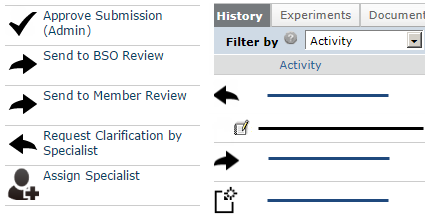 Approve Submission
(Admin)
Send to BSO Review
Send to Member Review
Request Clarification by
Specialist
Assign Specialist
History Experiments Document
Filter by Activity
Activity